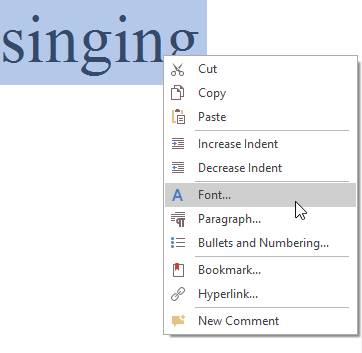 singing
Cut
Copy
Paste
Increase Indent
Decrease Indent
Font...
Paragraph...
Bullets and Numbering...
Bookmark...
Hyperlink...
New Comment